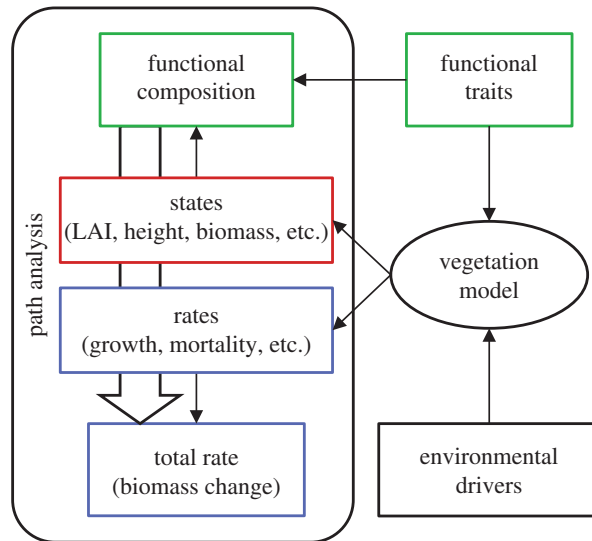 functional
composition
functional
traits
states
(LAI, height, biomass, etc.)
path analysis
vegetation
model
rates
(growth, mortality, etc.)
total rate
(biomass change)
environmental
drivers